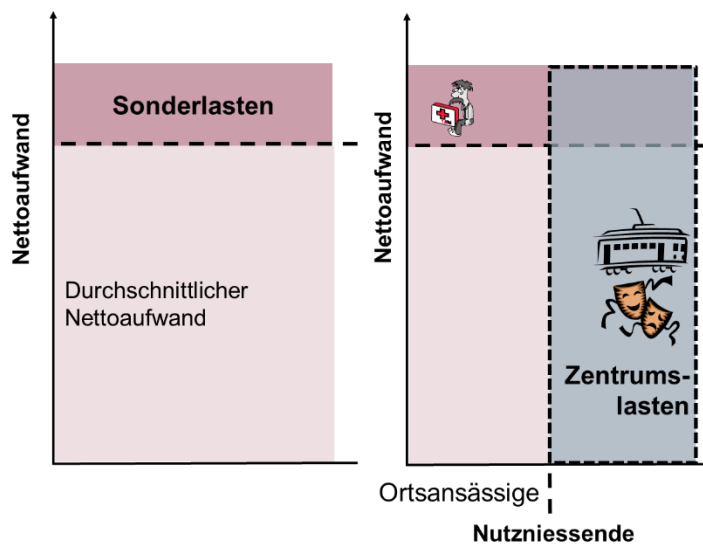 Nettoaufwand
Sonderlasten
Durchschnittlicher
Nettoaufwand
Nettoaufwand
Zentrums-
lasten
Ortsansässige
Nutzniessende